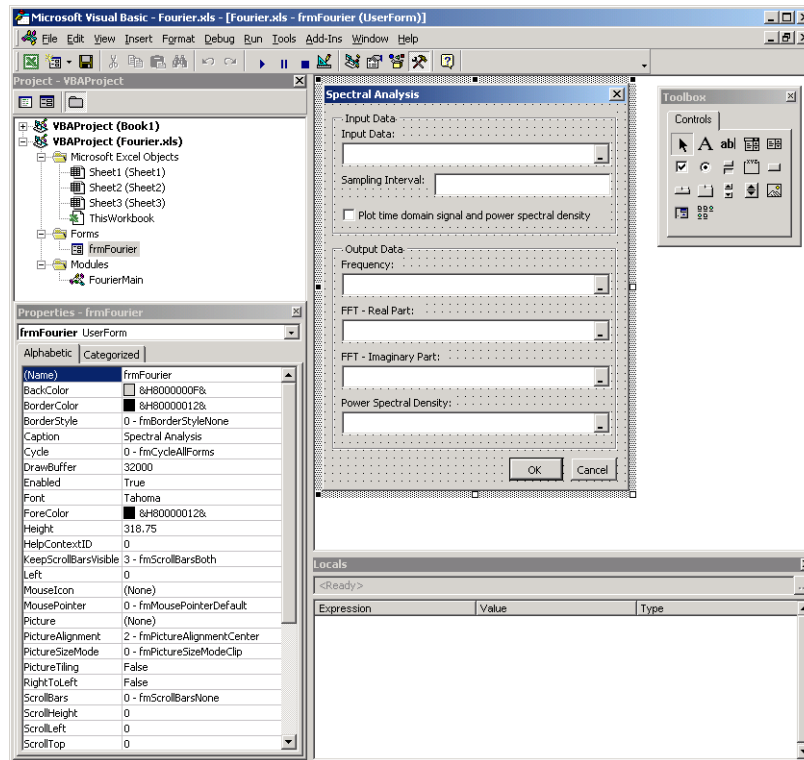 Microsoft Visual Basic - Fourier.xls - [Fourier.xls - frmFourier (UserForm)]
File Edit View Insert Format Debug Run Tools Add-Ins Window Help
Project - VBAProject
VBAProject (Book1)
VBAProject (Fourier.xls)
Microsoft Excel Objects
Sheet1 (Sheet1)
Sheet2 (Sheet2)
Sheet3 (Sheet3)
ThisWorkbook
Forms
frmFourier
Modules
FourierMain
Properties - frmFourier
frmFourier UserForm
Alphabetic Categorized
(Name) frmFourier
BackColor &H8000000F&
BorderColor &H80000012&
BorderStyle 0 - fmBorderStyleNone
Caption Spectral Analysis
Cycle 0 - fmCycleAllForms
DrawBuffer 32000
Enabled True
Font Tahoma
ForeColor &H80000012&
Height 318.75
HelpContextID 0
KeepScrollBarsVisible 3 - fmScrollBarsBoth
Left 0
MouseIcon (None)
MousePointer 0 - fmMousePointerDefault
Picture (None)
PictureAlignment 2 - fmPictureAlignmentCenter
PictureSizeMode 0 - fmPictureSizeModeClip
PictureTiling False
RightToLeft False
ScrollBars 0 - fmScrollBarsNone
ScrollHeight 0
ScrollLeft 0
ScrollTop 0
Spectral Analysis
Input Data
Input Data:
Sampling Interval:
Plot time domain signal and power spectral density
Output Data
Frequency:
FFT - Real Part:
FFT - Imaginary Part:
Power Spectral Density:
OK Cancel
Toolbox
Controls
A abl
XYZ
Locals
<Ready>
Expression Value Type